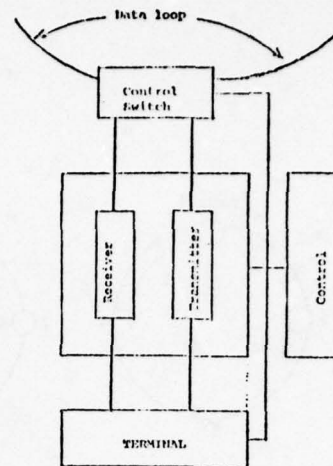 Data loop
Control
Switch
Receiver
Transmitter
Control
TERMINAL